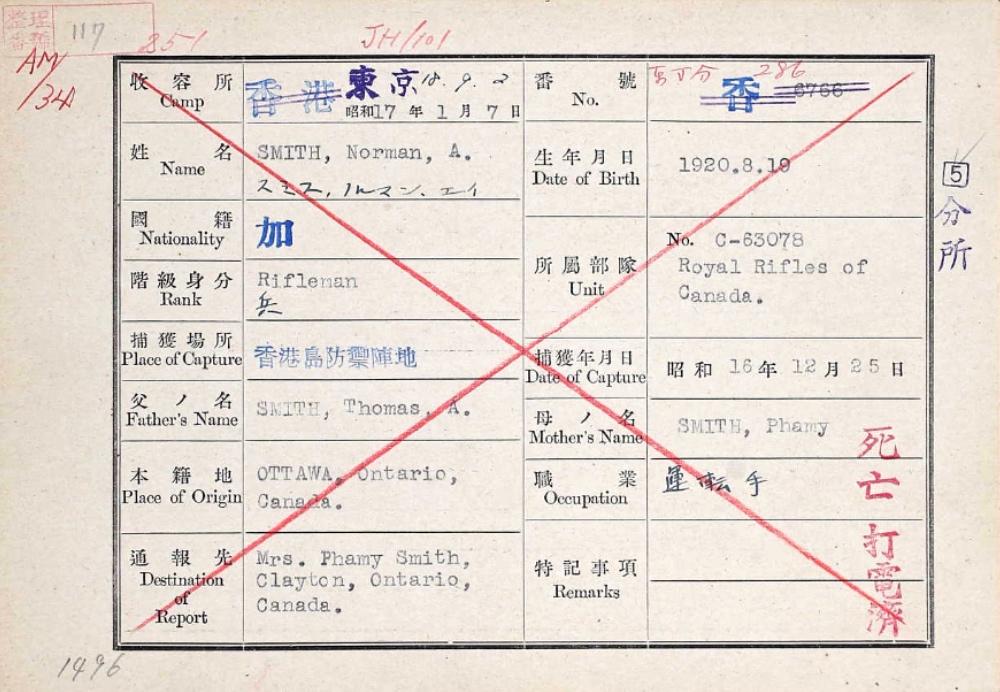 整理
番號
117
AM
/34
851
JH/101
收容所
Camp
香港 東京 18.9.2
昭和17年1月7日
番號
No.
286
香 6766
姓名
Name
SMITH, Norman, A.
スミス, ノルマン, エイ
生年月日
Date of Birth
1920.8.19
國籍
Nationality
加
所屬部隊
Unit
No. C-63078
Royal Rifles of
Canada.
階級身分
Rank
Rifleman
兵
捕獲場所
Place of Capture
香港島防禦陣地
捕獲年月日
Date of Capture
昭和16年12月25日
父ノ名
Father's Name
SMITH, Thomas, A.
母ノ名
Mother's Name
SMITH, Phamy
本籍地
Place of Origin
OTTAWA, Ontario,
Canada.
職業
Occupation
運転手
通報先
Destination
of
Report
Mrs. Phamy Smith,
Clayton, Ontario,
Canada.
特記事項
Remarks
死亡 打電濟
5
分所
1496